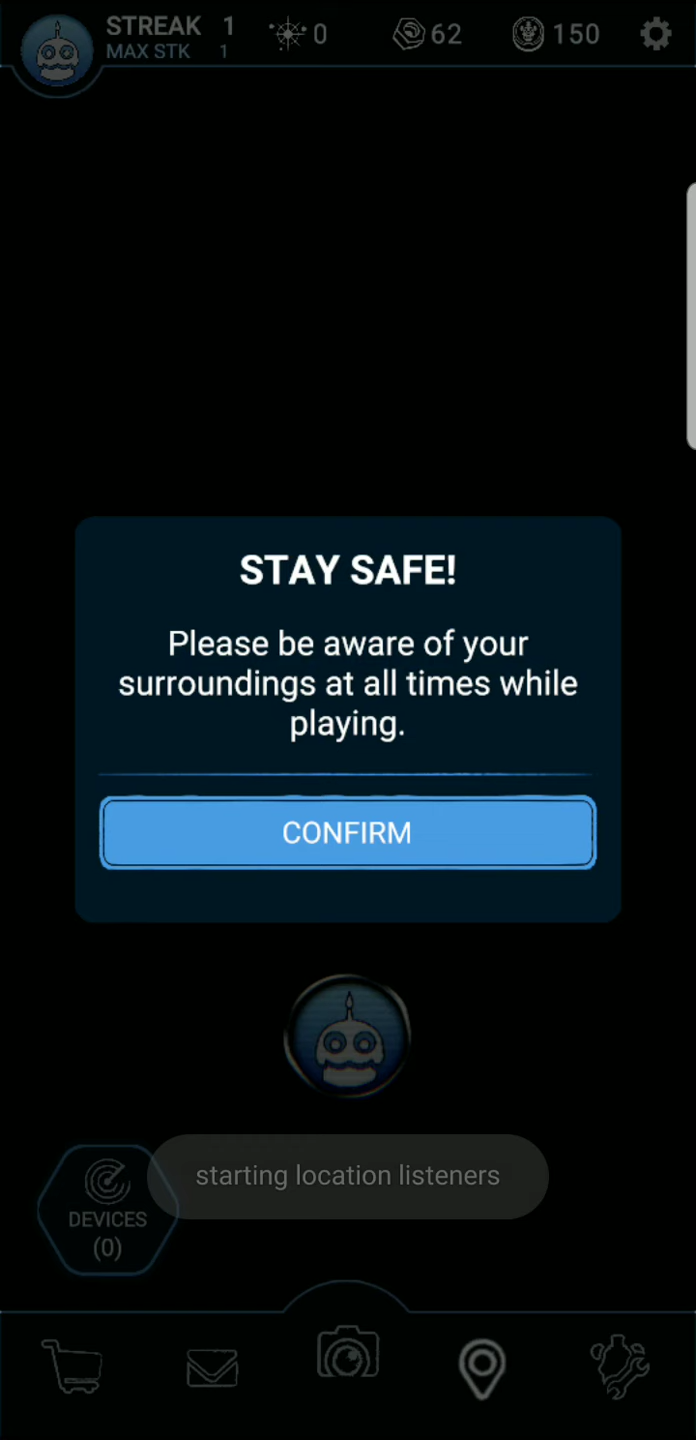 STREAK 1
MAX STK 1
0
62
150
STAY SAFE!
Please be aware of your
surroundings at all times while
playing.
CONFIRM
starting location listeners
DEVICES
(0)